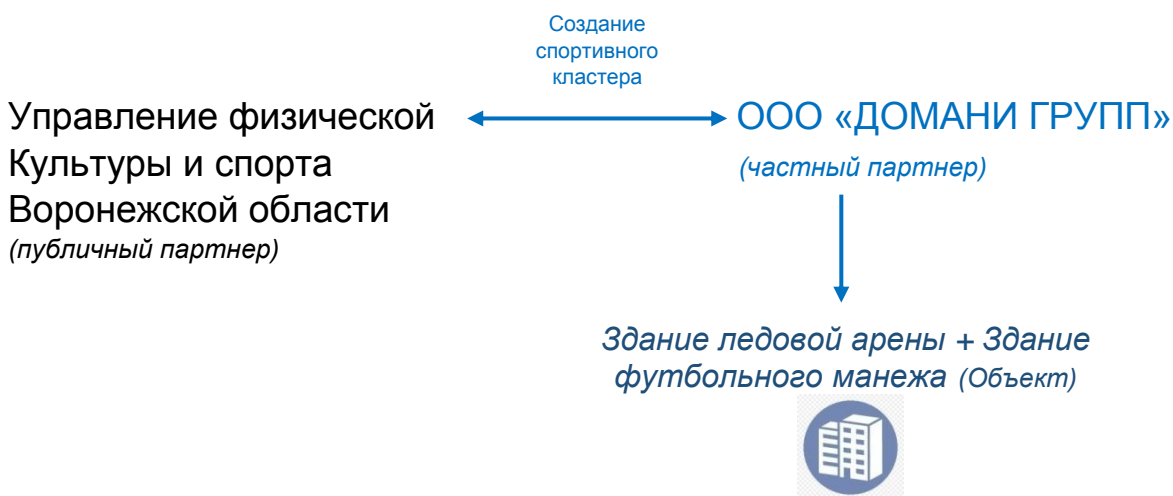 Создание
спортивного
кластера
Управление физической
Культуры и спорта
Воронежской области
(публичный партнер)
ООО «ДОМАНИ ГРУПП»
(частный партнер)
Здание ледовой арены + Здание
футбольного манежа (Объект)